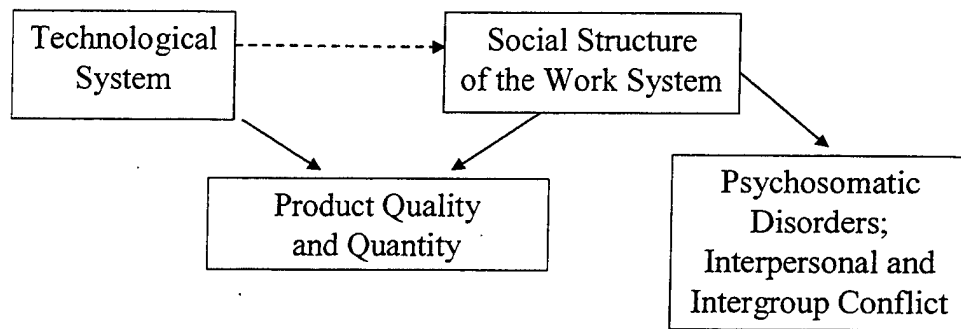 Technological
System
Social Structure
of the Work System
Product Quality
and Quantity
Psychosomatic
Disorders;
Interpersonal and
Intergroup Conflict